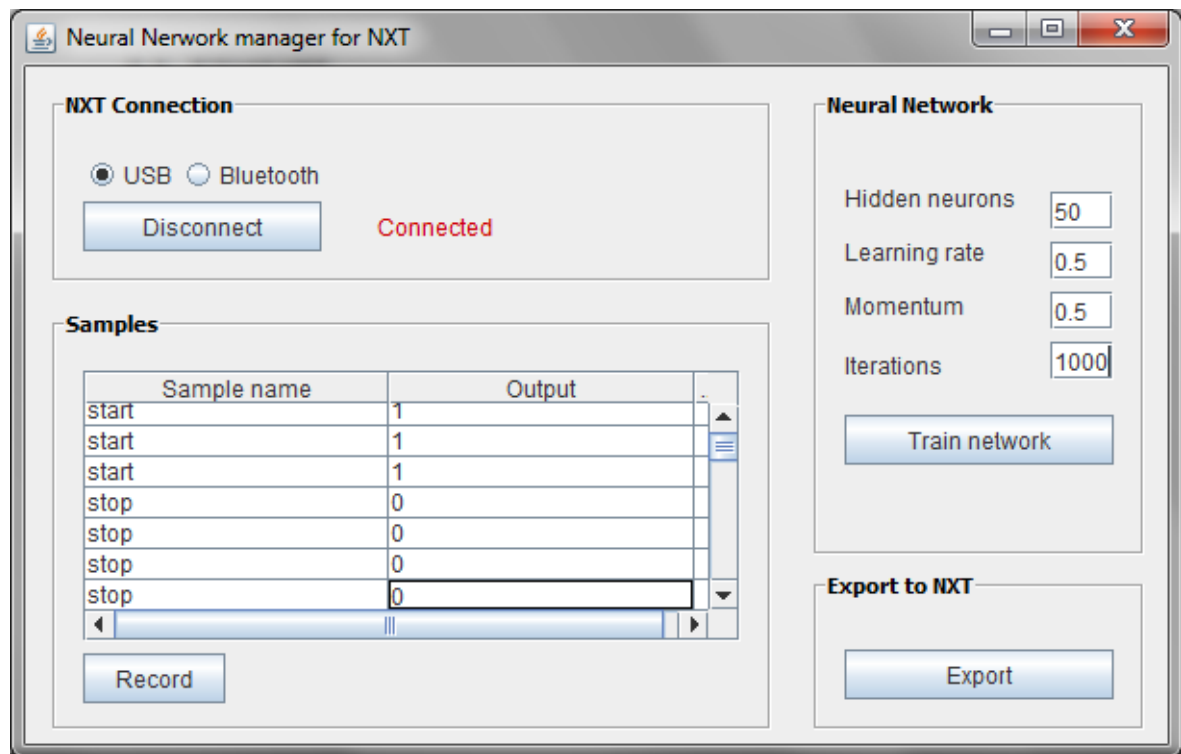 Neural Nerwork manager for NXT
NXT Connection
USB Bluetooth
Disconnect Connected
Samples
Sample name Output .
start 1
start 1
start 1
stop 0
stop 0
stop 0
stop 0
Record
Neural Network
Hidden neurons 50
Learning rate 0.5
Momentum 0.5
Iterations 1000
Train network
Export to NXT
Export